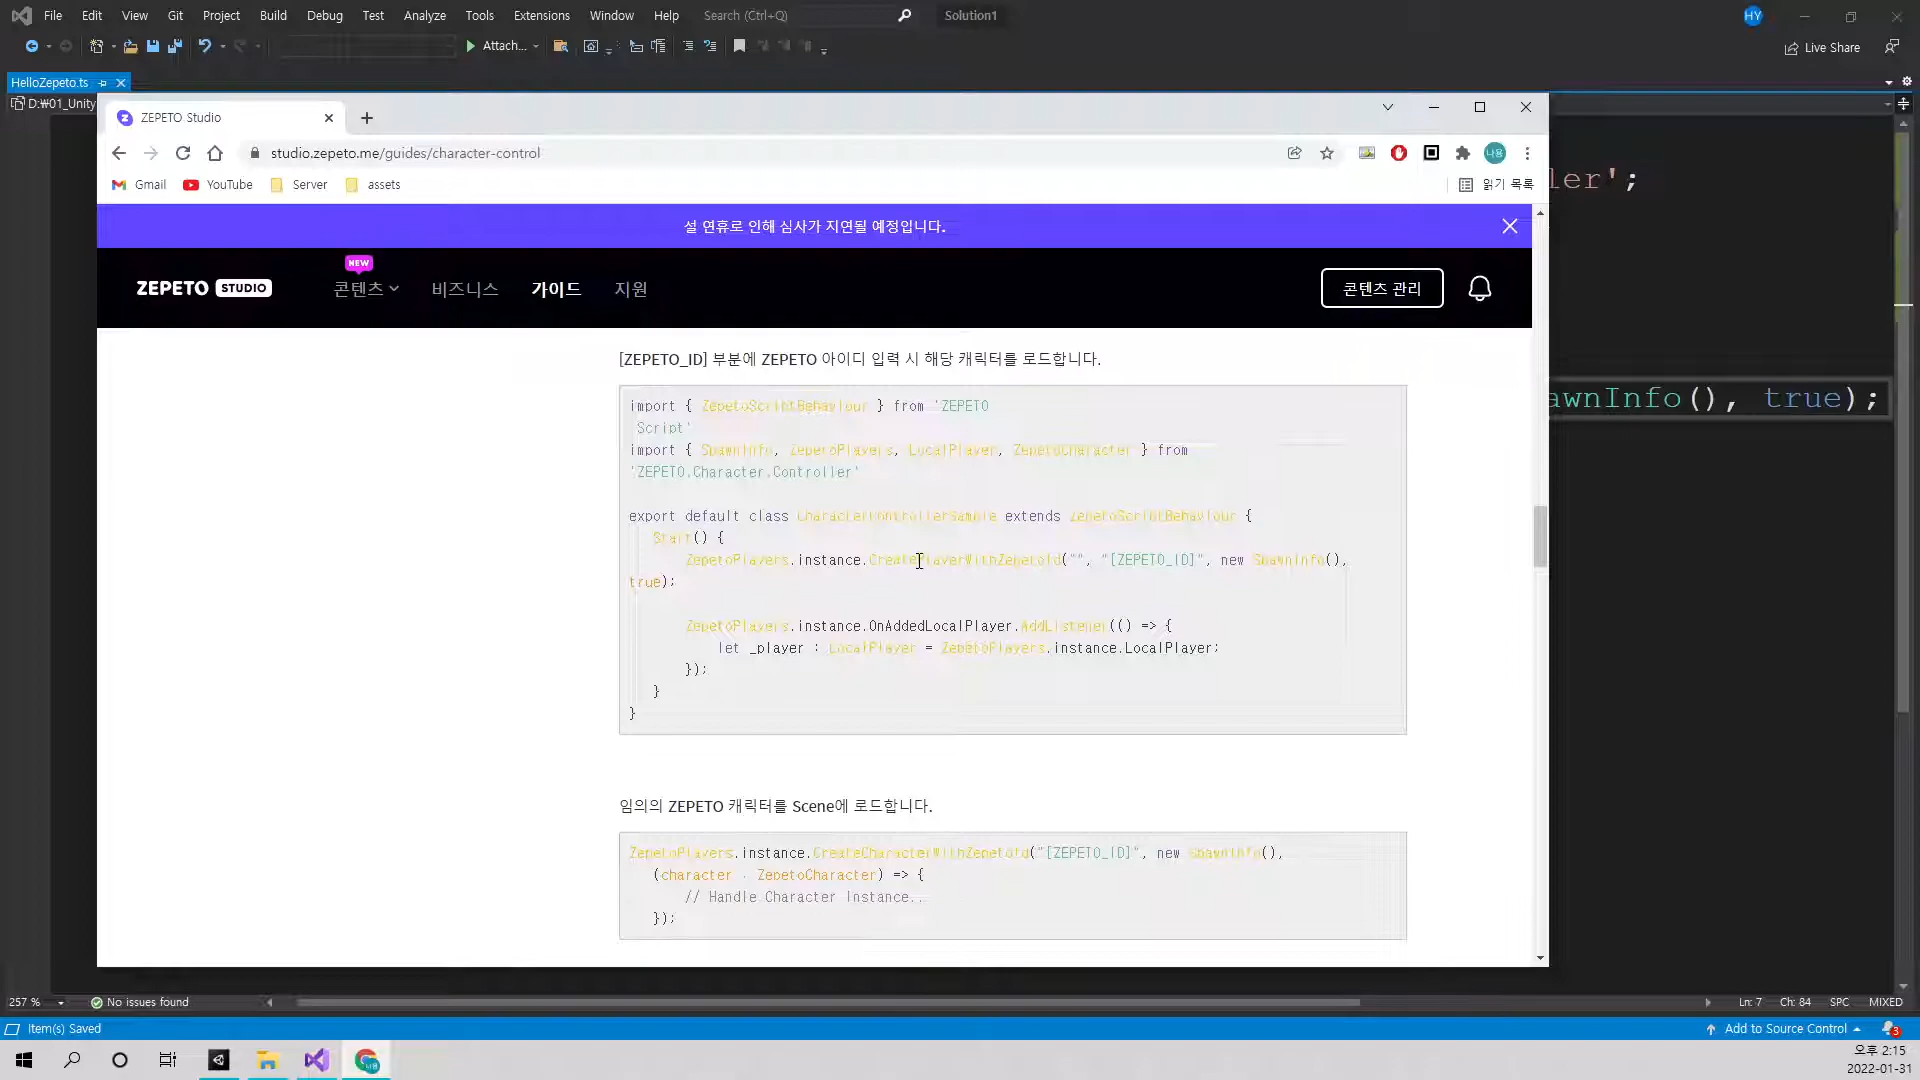 File Edit View Git Project Build Debug Test Analyze Tools Extensions Window Help Search (Ctrl+Q) Solution1 HY
Attach... Live Share
HelloZepeto.ts
D:₩01_Unity
ZEPETO Studio
studio.zepeto.me/guides/character-control 나용
Gmail YouTube Server assets 읽기 목록
ler';
설 연휴로 인해 심사가 지연될 예정입니다.
NEW
ZEPETO STUDIO 콘텐츠 비즈니스 가이드 지원 콘텐츠 관리
[ZEPETO_ID] 부분에 ZEPETO 아이디 입력 시 해당 캐릭터를 로드합니다.
import { ZepetoScriptBehaviour } from 'ZEPETO
Script'
import { SpawnInfo, ZepetoPlayers, LocalPlayer, ZepetoCharacter } from
'ZEPETO.Character.Controller'
awnInfo(), true);
export default class CharacterControllerSample extends ZepetoScriptBehaviour {
Start() {
ZepetoPlayers.instance.CreatePlayerWithZepetoId("", "[ZEPETO_ID]", new SpawnInfo(),
true);
ZepetoPlayers.instance.OnAddedLocalPlayer.AddListener(() => {
let _player : LocalPlayer = ZepetoPlayers.instance.LocalPlayer;
});
}
}
임의의 ZEPETO 캐릭터를 Scene에 로드합니다.
ZepetoPlayers.instance.CreateCharacterWithZepetoId("[ZEPETO_ID]", new SpawnInfo(),
(character : ZepetoCharacter) => {
// Handle Character Instance..
});
257 % No issues found Ln: 7 Ch: 84 SPC MIXED
Item(s) Saved Add to Source Control 3
오후 2:15
2022-01-31